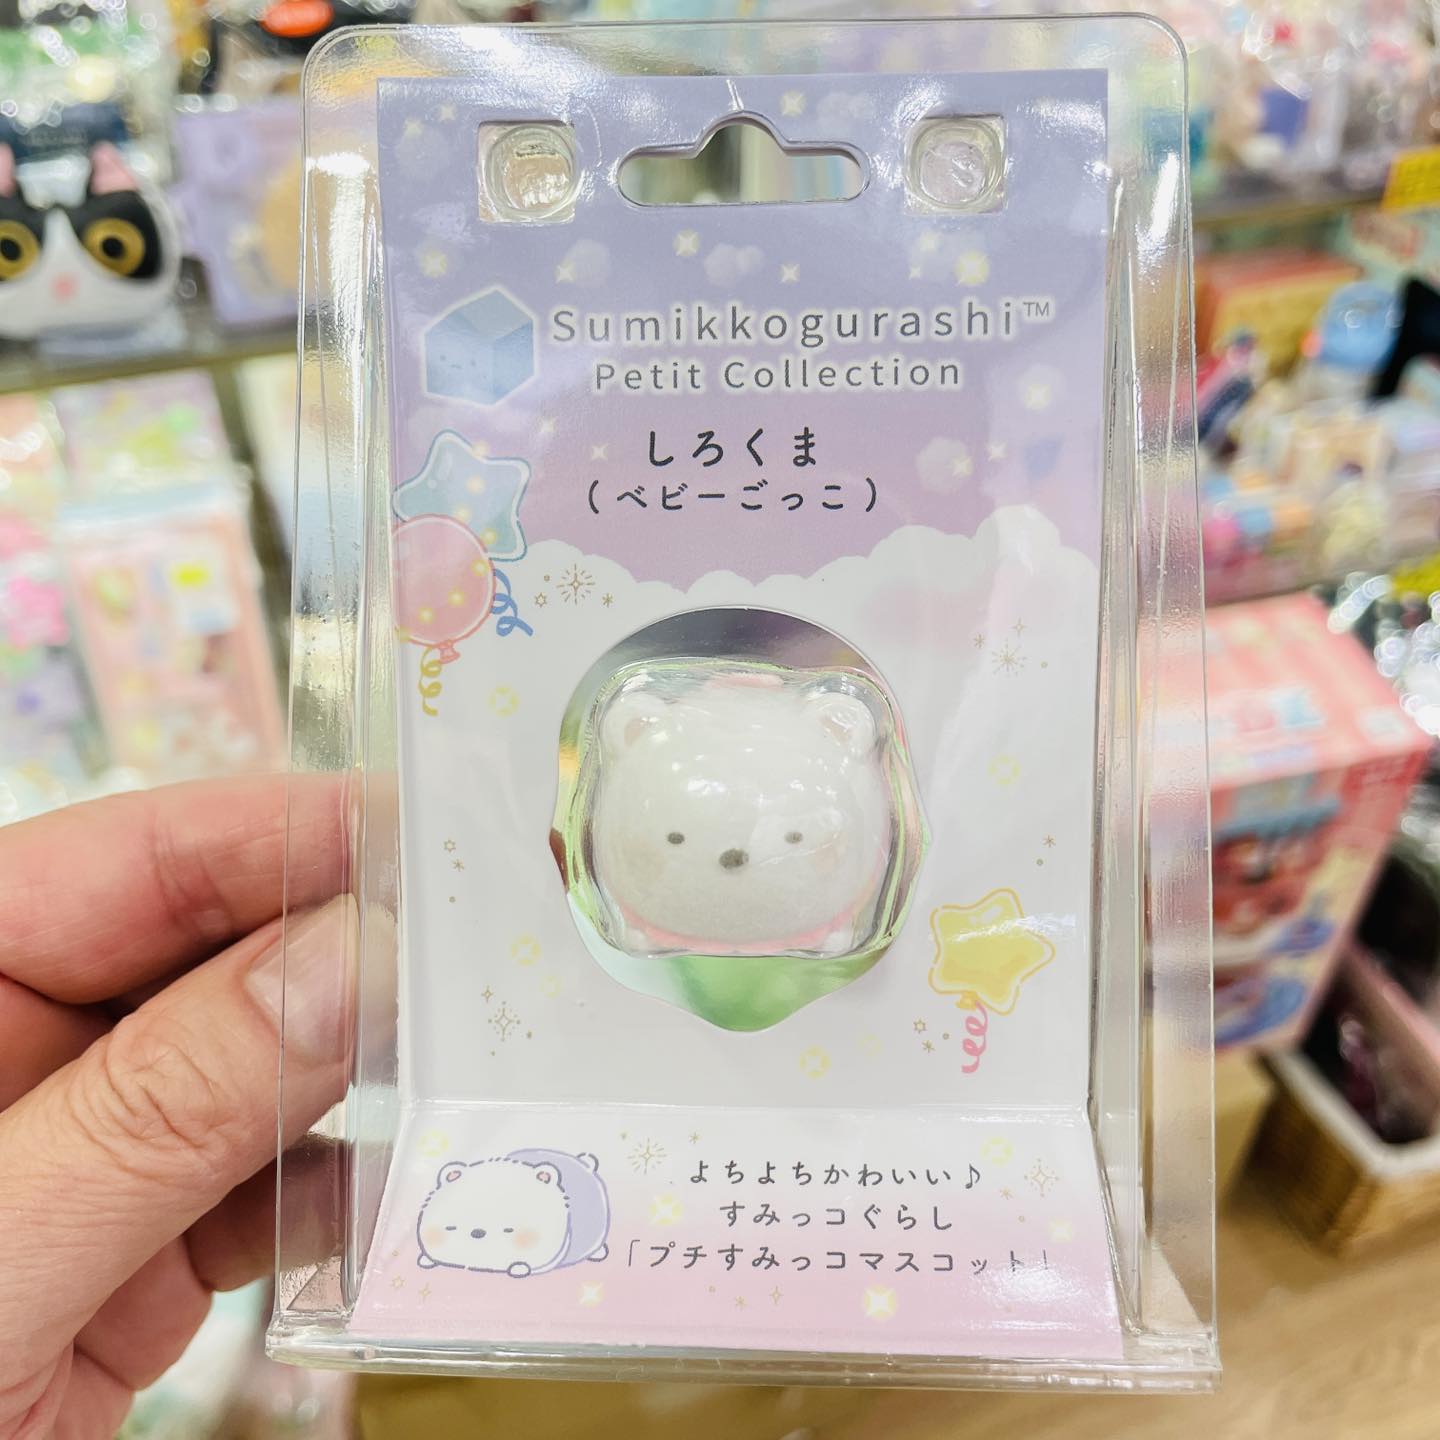 Sumikkogurashi™
Petit Collection
しろくま
(ベビーごっこ)
よちよちかわいい♪
すみっコぐらし
「プチすみっコマスコット」